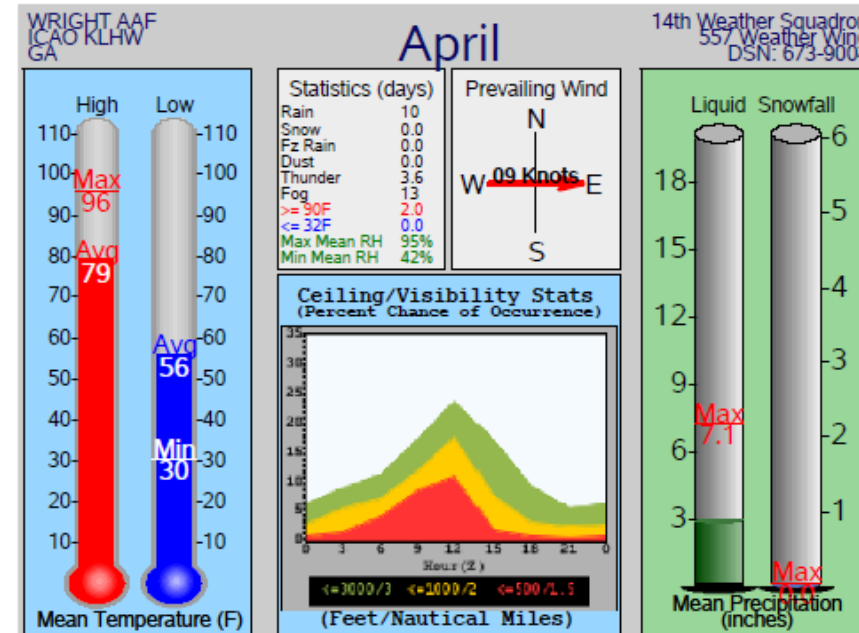 WRIGHT AAF
ICAO KLHW
GA
April
14th Weather Squadron
557 Weather Wing
DSN: 673-900
High Low
110 110
100 100
Max
96
90 90
80 80
Avg
79
70 70
60 60
Avg
56
50 50
40 40
Min
30
30
20 20
10 10
Mean Temperature (F)
Statistics (days)
Rain 10
Snow 0.0
Fz Rain 0.0
Dust 0.0
Thunder 3.6
Fog 13
>= 90F 2.0
<= 32F 0.0
Max Mean RH 95%
Min Mean RH 42%
Prevailing Wind
N
W 09 Knots E
S
Ceiling/Visibility Stats
(Percent Chance of Occurrence)
35
30
25
20
15
10
5
0
0 3 6 9 12 15 18 21 0
Hour (Z)
<=3000/3 <=1000/2 <=500/1.5
(Feet/Nautical Miles)
Liquid Snowfall
6
18
5
15
4
12
3
9
Max
7.1
2
6
1
3
Max
0.0
Mean Precipitation
(inches)